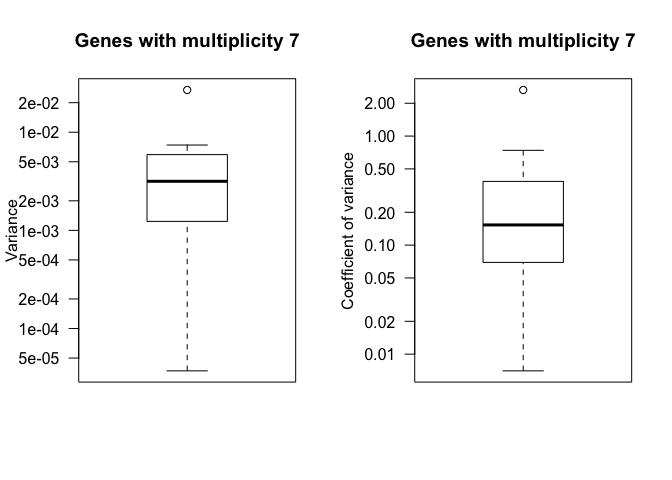 Genes with multiplicity 7
Variance
2e-02
1e-02
5e-03
2e-03
1e-03
5e-04
2e-04
1e-04
5e-05
Genes with multiplicity 7
Coefficient of variance
2.00
1.00
0.50
0.20
0.10
0.05
0.02
0.01